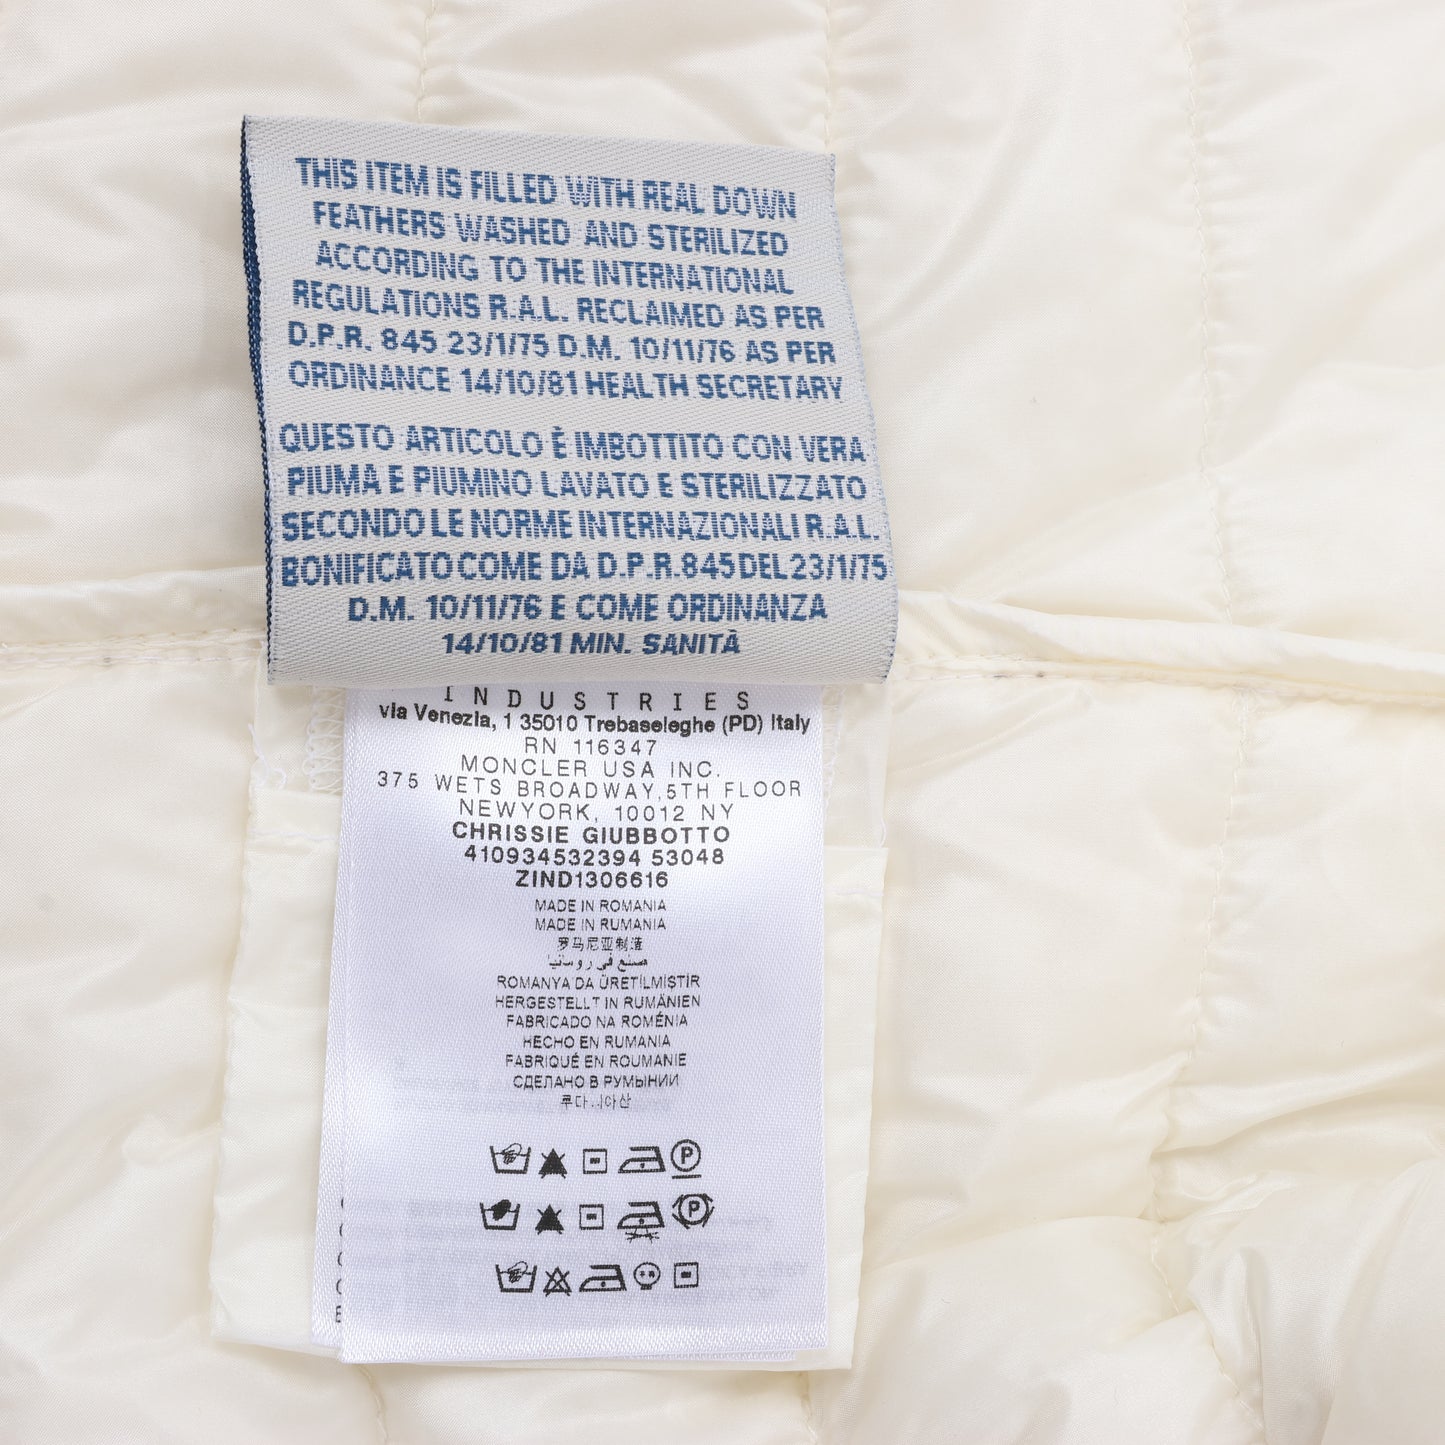 THIS ITEM IS FILLED WITH REAL DOWN
FEATHERS WASHED AND STERILIZED
ACCORDING TO THE INTERNATIONAL
REGULATIONS R.A.L. RECLAIMED AS PER
D.P.R. 845 23/1/75 D.M. 10/11/76 AS PER
ORDINANCE 14/10/81 HEALTH SECRETARY
QUESTO ARTICOLO È IMBOTTITO CON VERA
PIUMA E PIUMINO LAVATO E STERILIZZATO
SECONDO LE NORME INTERNAZIONALI R.A.L.
BONIFICATO COME DA D.P.R.845 DEL 23/1/75
D.M. 10/11/76 E COME ORDINANZA
14/10/81 MIN. SANITÀ
INDUSTRIES
via Venezia, 1 35010 Trebaseleghe (PD) Italy
RN 116347
MONCLER USA INC.
375 WETS BROADWAY,5TH FLOOR
NEWYORK, 10012 NY
CHRISSIE GIUBBOTTO
410934532394 53048
ZIND1306616
MADE IN ROMANIA
MADE IN RUMANIA
罗马尼亚制造
صنع في رومانيا
ROMANYA DA ÜRETİLMİŞTİR
HERGESTELLT IN RUMÄNIEN
FABRICADO NA ROMÉNIA
HECHO EN RUMANIA
FABRIQUÉ EN ROUMANIE
СДЕЛАНО В РУМЫНИИ
P
P